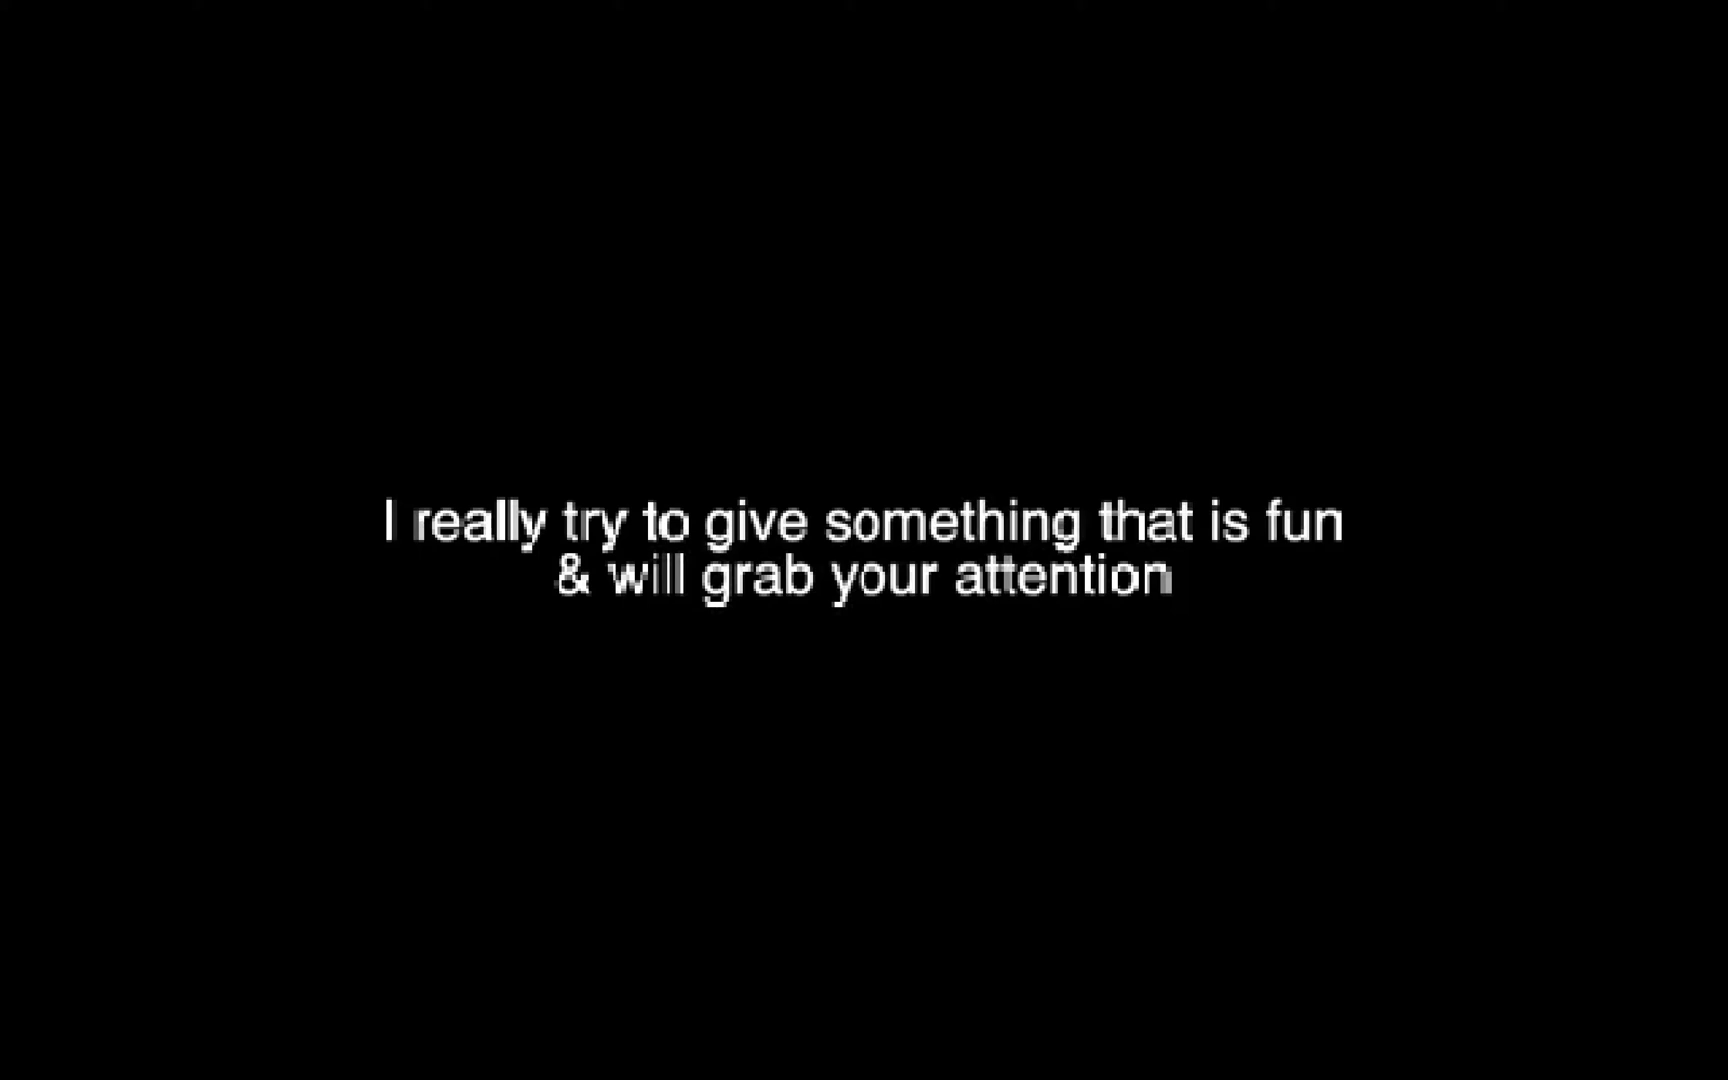 I really try to give something that is fun
& will grab your attention